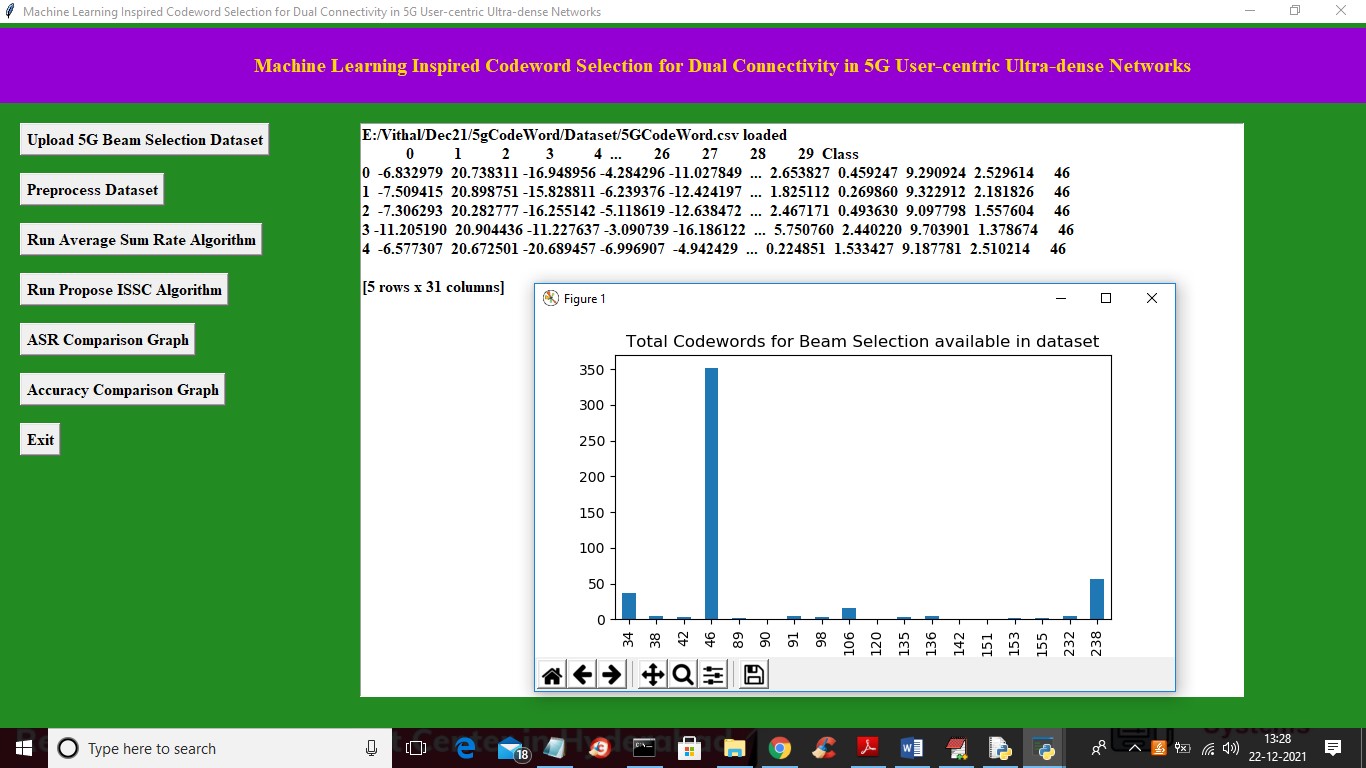 Machine Learning Inspired Codeword Selection for Dual Connectivity in 5G User-centric Ultra-dense Networks
Machine Learning Inspired Codeword Selection for Dual Connectivity in 5G User-centric Ultra-dense Networks
Upload 5G Beam Selection Dataset
Preprocess Dataset
Run Average Sum Rate Algorithm
Run Propose ISSC Algorithm
ASR Comparison Graph
Accuracy Comparison Graph
Exit
E:/Vithal/Dec21/5gCodeWord/Dataset/5GCodeWord.csv loaded
0 1 2 3 4 ... 26 27 28 29 Class
0 -6.832979 20.738311 -16.948956 -4.284296 -11.027849 ... 2.653827 0.459247 9.290924 2.529614 46
1 -7.509415 20.898751 -15.828811 -6.239376 -12.424197 ... 1.825112 0.269860 9.322912 2.181826 46
2 -7.306293 20.282777 -16.255142 -5.118619 -12.638472 ... 2.467171 0.493630 9.097798 1.557604 46
3 -11.205190 20.904436 -11.227637 -3.090739 -16.186122 ... 5.750760 2.440220 9.703901 1.378674 46
4 -6.577307 20.672501 -20.689457 -6.996907 -4.942429 ... 0.224851 1.533427 9.187781 2.510214 46
[5 rows x 31 columns]
Figure 1
Total Codewords for Beam Selection available in dataset
350
300
250
200
150
100
50
0
34 38 42 46 89 90 91 98 106 120 135 136 142 151 153 155 232 238
Type here to search
18
13:28
22-12-2021